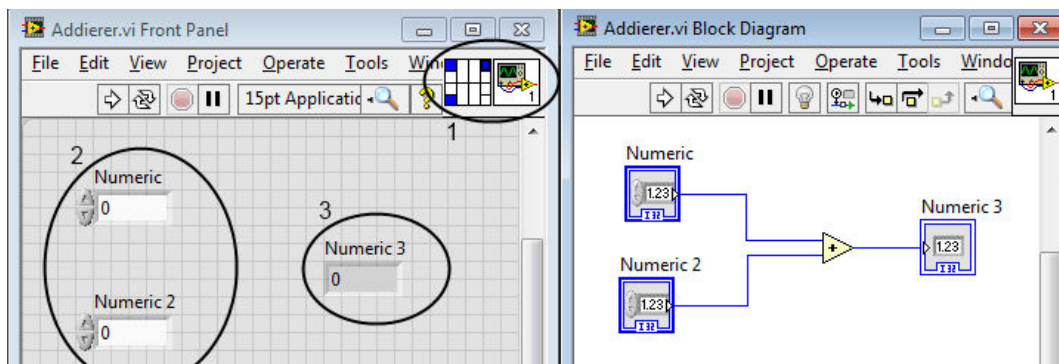 Addierer.vi Front Panel
File Edit View Project Operate Tools
15pt
?
1
1
2
Numeric
0
3
Numeric 3
0
Numeric 2
0
Addierer.vi Block Diagram
File Edit View Project Operate Tools
1
Numeric
1.23
I32
Numeric 3
1.23
I32
Numeric 2
1.23
I32
+